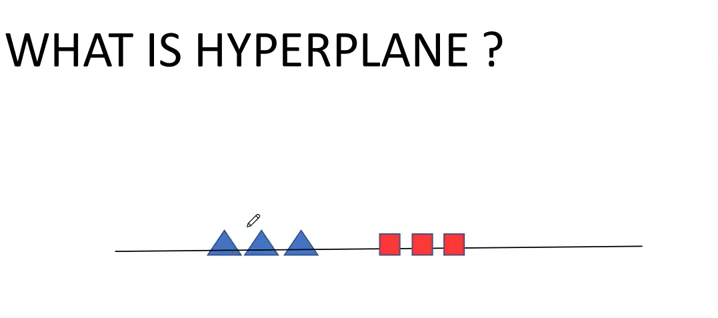 WHAT IS HYPERPLANE ?